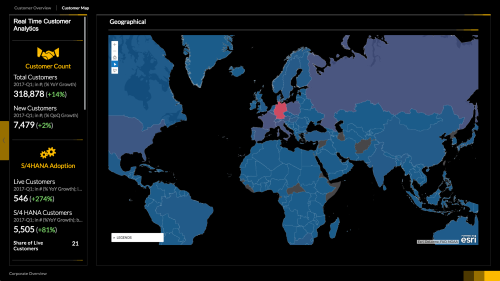 Customer Overview | Customer Map
Real Time Customer
Analytics
Geographical
Customer Count
Total Customers
2017-Q1; in # (% YoY Growth)
318,878 (+14%)
New Customers
2017-Q1; in # (% QoQ Growth)
7,479 (+2%)
S/4HANA Adoption
Live Customers
2017-Q1; in # (%YoY Growth); I...
546 (+274%)
S/4 HANA Customers
2017-Q1; in # (%YoY Growth); I...
5,505 (+81%)
Share of Live
Customers
21
LEGENDS
esri
Corporate Overview